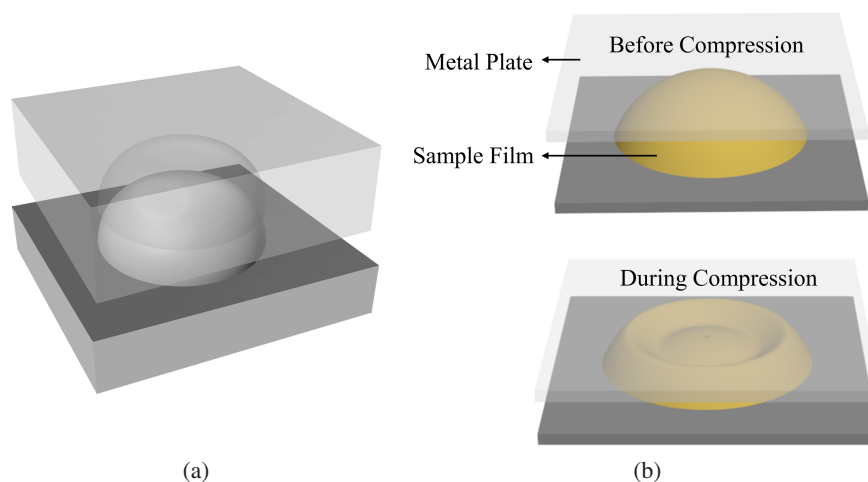 Before Compression
Metal Plate
Sample Film
During Compression
(a)
(b)